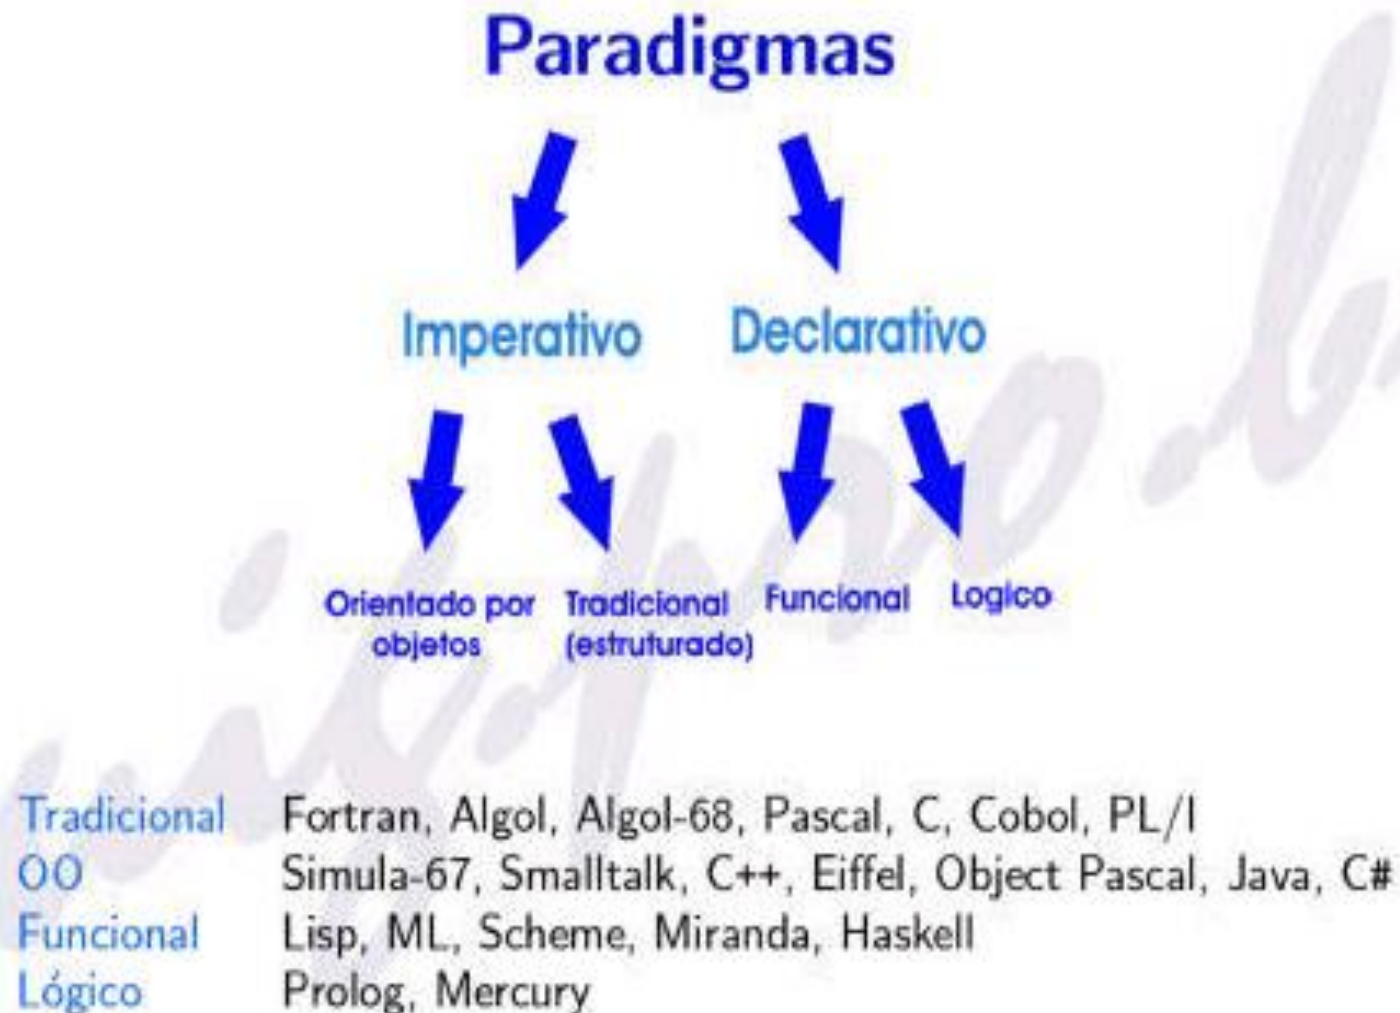 Paradigmas
Imperativo Declarativo
Orientado por objetos
Tradicional (estruturado)
Funcional
Logico
Tradicional Fortran, Algol, Algol-68, Pascal, C, Cobol, PL/I
OO Simula-67, Smalltalk, C++, Eiffel, Object Pascal, Java, C#
Funcional Lisp, ML, Scheme, Miranda, Haskell
Lógico Prolog, Mercury